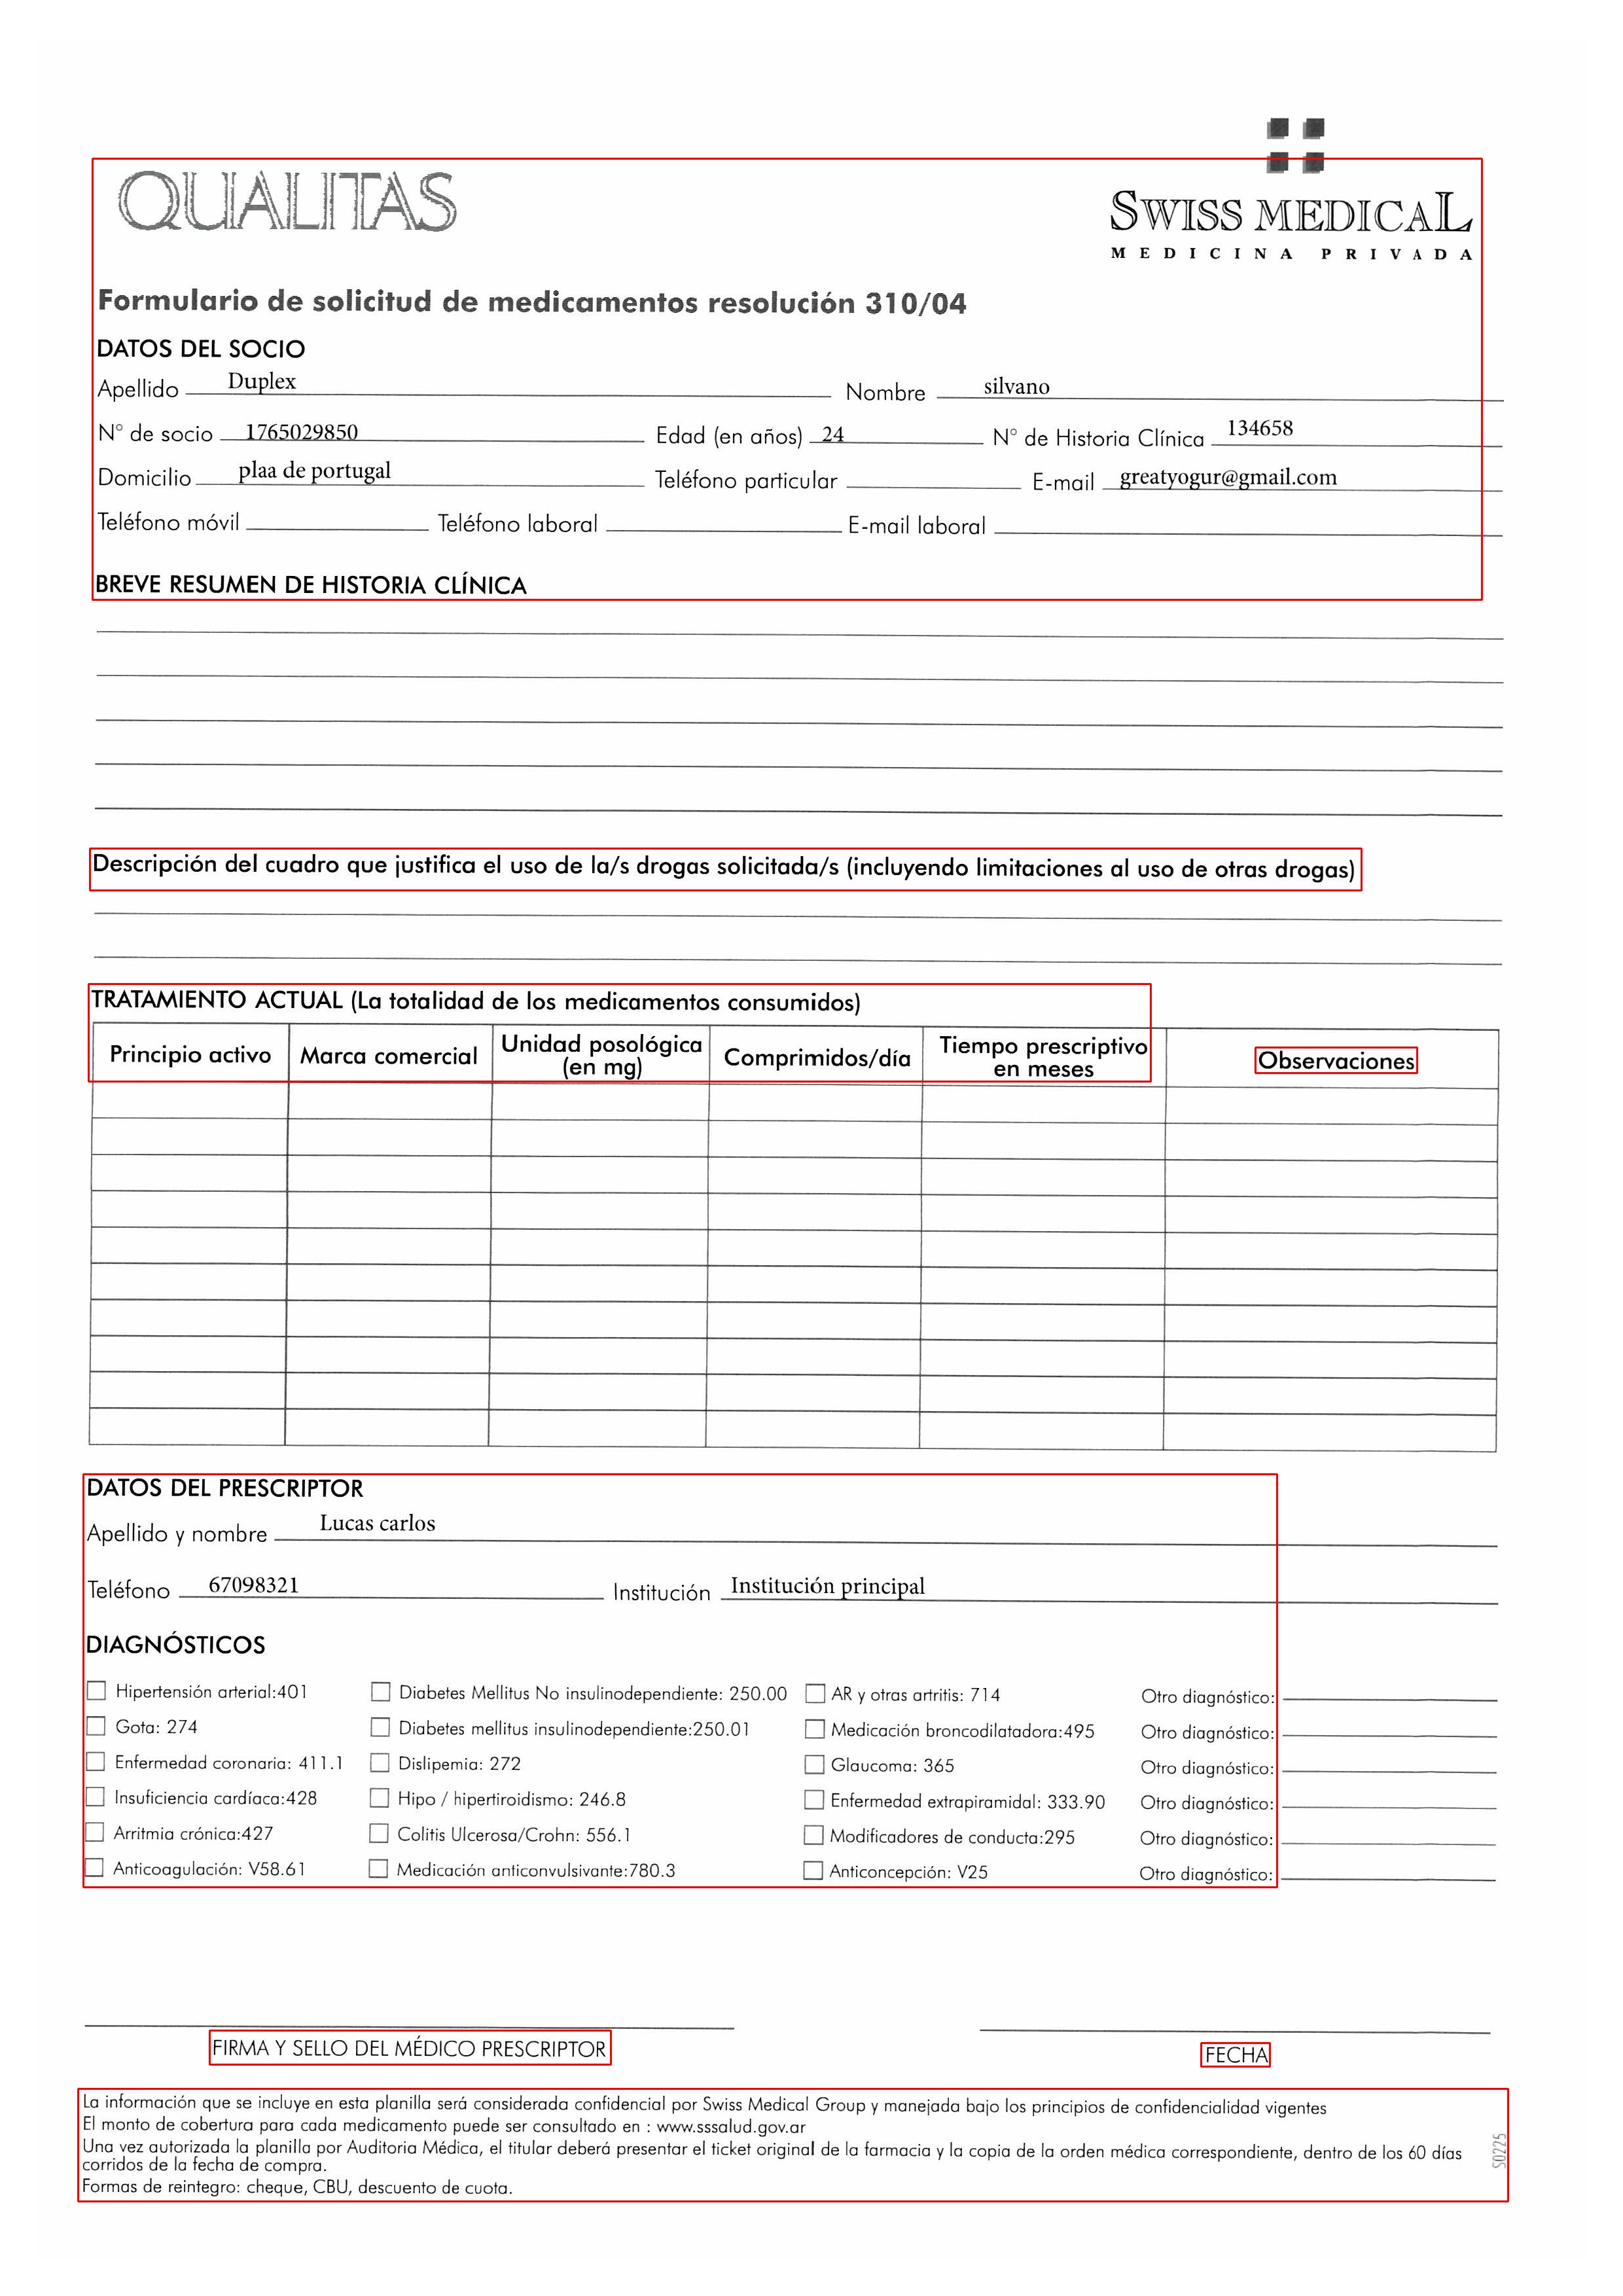 QUALITAS
SWISS MEDICAL
MEDICINA PRIVADA
Formulario de solicitud de medicamentos resolución 310/04
DATOS DEL SOCIO
Apellido Duplex Nombre silvano
N° de socio 1765029850 Edad (en años) 24 N° de Historia Clínica 134658
Domicilio plaa de portugal Teléfono particular E-mail greatyogur@gmail.com
Teléfono móvil Teléfono laboral E-mail laboral
BREVE RESUMEN DE HISTORIA CLÍNICA
Descripción del cuadro que justifica el uso de la/s drogas solicitada/s (incluyendo limitaciones al uso de otras drogas)
TRATAMIENTO ACTUAL (La totalidad de los medicamentos consumidos)
Principio activo Marca comercial Unidad posológica (en mg) Comprimidos/día Tiempo prescriptivo en meses Observaciones
DATOS DEL PRESCRIPTOR
Apellido y nombre Lucas carlos
Teléfono 67098321 Institución Institución principal
DIAGNÓSTICOS
Hipertensión arterial:401 Diabetes Mellitus No insulinodependiente: 250.00 AR y otras artritis: 714 Otro diagnóstico:
Gota: 274 Diabetes mellitus insulinodependiente:250.01 Medicación broncodilatadora:495 Otro diagnóstico:
Enfermedad coronaria: 411.1 Dislipemia: 272 Glaucoma: 365 Otro diagnóstico:
Insuficiencia cardíaca:428 Hipo / hipertiroidismo: 246.8 Enfermedad extrapiramidal: 333.90 Otro diagnóstico:
Arritmia crónica:427 Colitis Ulcerosa/Crohn: 556.1 Modificadores de conducta:295 Otro diagnóstico:
Anticoagulación: V58.61 Medicación anticonvulsivante:780.3 Anticoncepción: V25 Otro diagnóstico:
FIRMA Y SELLO DEL MÉDICO PRESCRIPTOR FECHA
La información que se incluye en esta planilla será considerada confidencial por Swiss Medical Group y manejada bajo los principios de confidencialidad vigentes
El monto de cobertura para cada medicamento puede ser consultado en : www.sssalud.gov.ar
Una vez autorizada la planilla por Auditoria Médica, el titular deberá presentar el ticket original de la farmacia y la copia de la orden médica correspondiente, dentro de los 60 días
corridos de la fecha de compra.
Formas de reintegro: cheque, CBU, descuento de cuota.
S0225